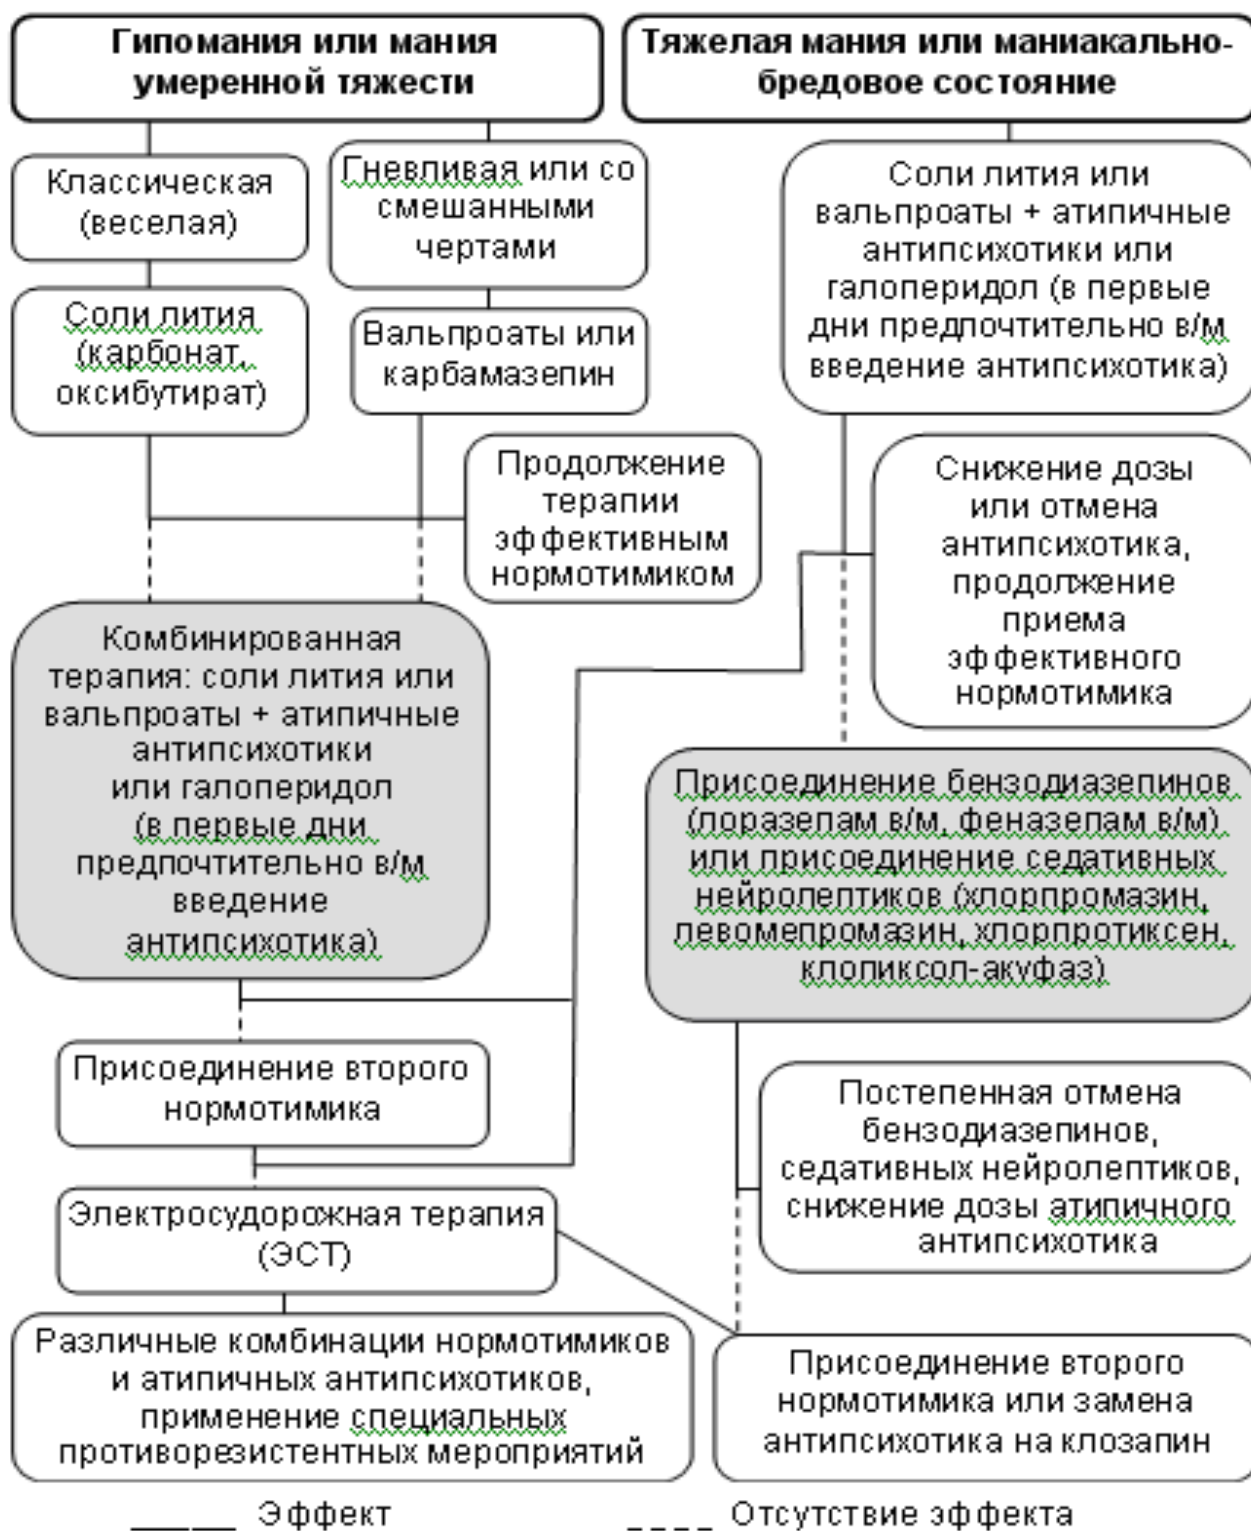 Гипомания или мания
умеренной тяжести
Тяжелая мания или маниакально-
бредовое состояние
Классическая
(веселая)
Гневливая или со
смешанными
чертами
Соли лития или
вальпроаты + атипичные
антипсихотики или
галоперидол (в первые
дни предпочтительно в/м
введение антипсихотика)
Соли лития
(карбонат,
оксибутират)
Вальпроаты или
карбамазепин
Продолжение
терапии
эффективным
нормотимиком
Снижение дозы
или отмена
антипсихотика,
продолжение
приема
эффективного
нормотимика
Комбинированная
терапия: соли лития или
вальпроаты + атипичные
антипсихотики
или галоперидол
(в первые дни
предпочтительно в/м
введение
антипсихотика)
Присоединение бензодиазепинов
(лоразепам в/м, феназепам в/м)
или присоединение седативных
нейролептиков (хлорпромазин,
левомепромазин, хлорпротиксен,
клопиксол-акуфаз)
Присоединение второго
нормотимика
Постепенная отмена
бензодиазепинов,
седативных нейролептиков,
снижение дозы атипичного
антипсихотика
Электросудорожная терапия
(ЭСТ)
Различные комбинации нормотимиков
и атипичных антипсихотиков,
применение специальных
противорезистентных мероприятий
Присоединение второго
нормотимика или замена
антипсихотика на клозапин
Эффект
Отсутствие эффекта